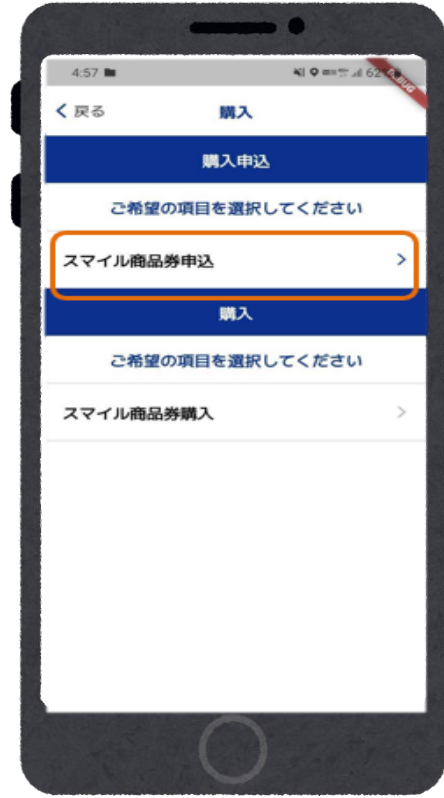 4:57
戻る
購入
購入申込
ご希望の項目を選択してください
スマイル商品券申込
購入
ご希望の項目を選択してください
スマイル商品券購入